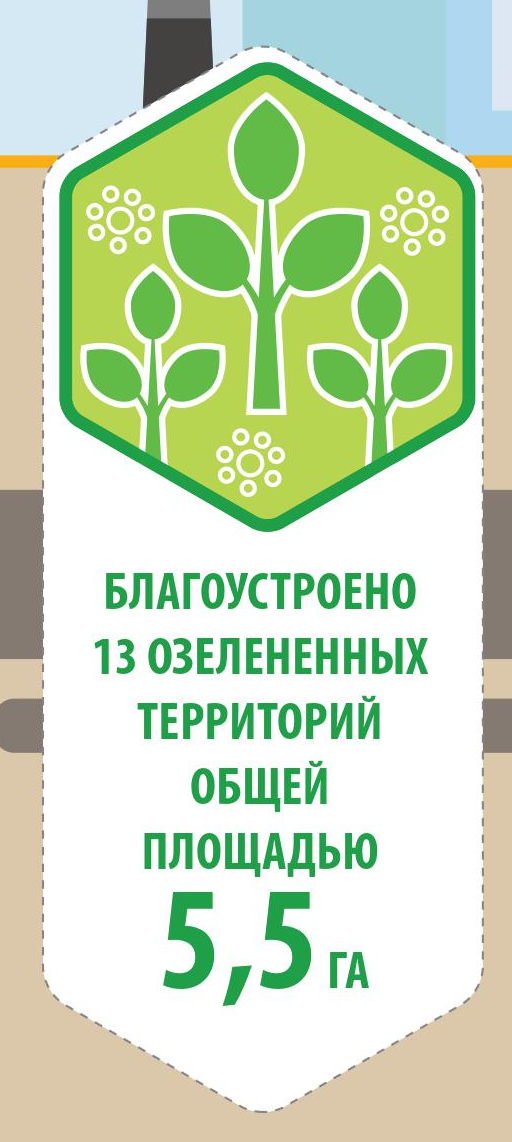 БЛАГОУСТРОЕНО
13 ОЗЕЛЕНЕННЫХ
ТЕРРИТОРИЙ
ОБЩЕЙ
ПЛОЩАДЬЮ
5,5 ГА